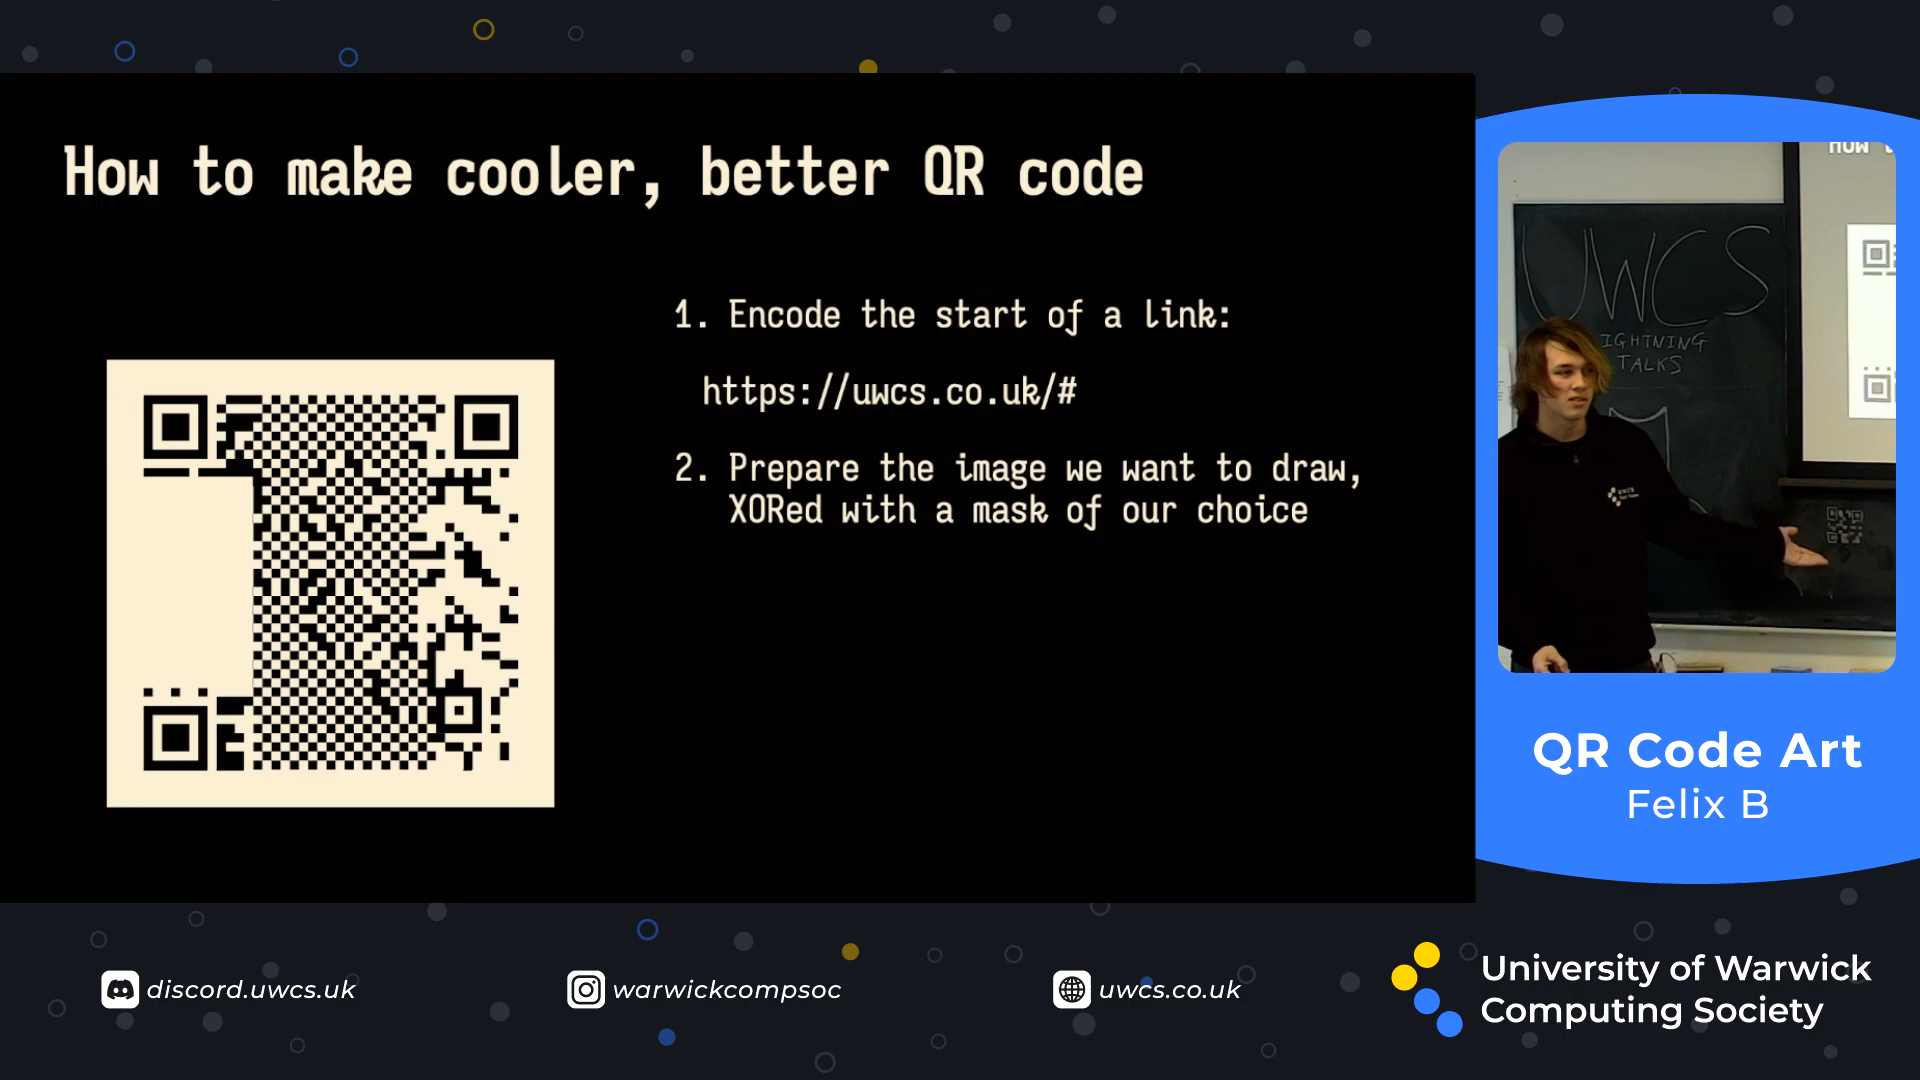 How to make cooler, better QR code
1. Encode the start of a link:
https://uwcs.co.uk/#
2. Prepare the image we want to draw,
XORed with a mask of our choice
UWCS
LIGHTNING
TALKS
QR Code Art
Felix B
discord.uwcs.uk
warwickcompsoc
uwcs.co.uk
University of Warwick
Computing Society